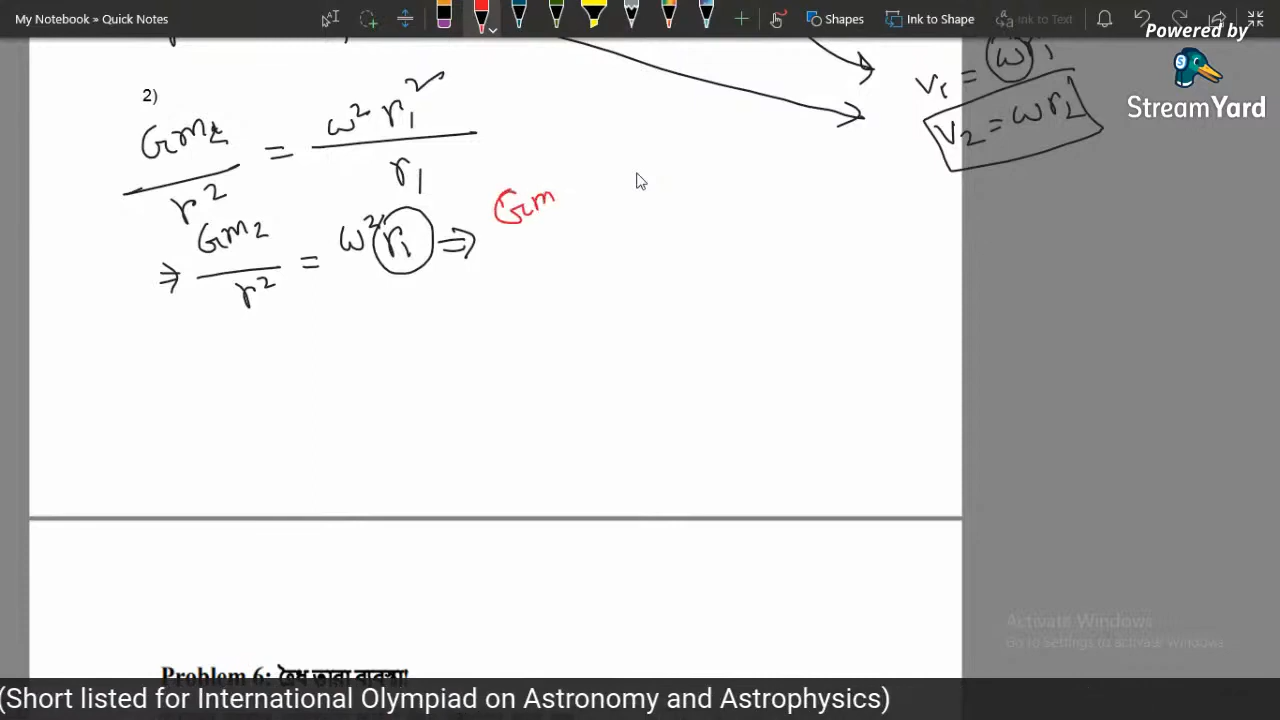 My Notebook » Quick Notes
Shapes
Ink to Shape
Ink to Text
Powered by
StreamYard
v₁ = ω r₁
v₂ = ω r₂
2)
Gm₂/r² = ω² r₁²/r₁
⇒ Gm₂/r² = ω² r₁ ⇒ Gm
Activate Windows
Go to Settings to activate Windows.
Problem 6: দ্বৈত তারা ব্যবস্থা
(Short listed for International Olympiad on Astronomy and Astrophysics)